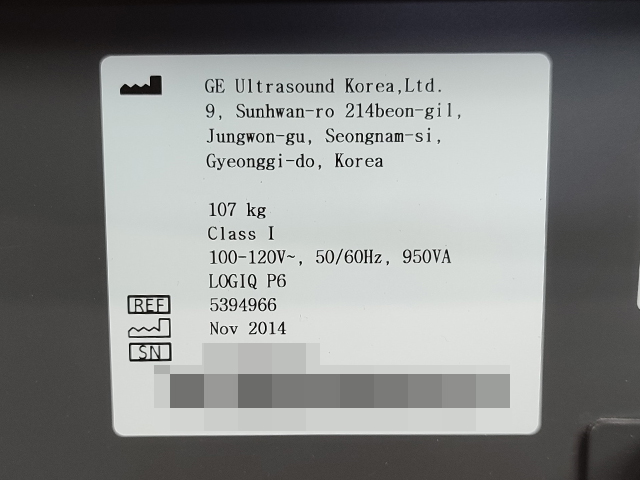 GE Ultrasound Korea,Ltd.
9, Sunhwan-ro 214beon-gil,
Jungwon-gu, Seongnam-si,
Gyeonggi-do, Korea
107 kg
Class I
100-120V~, 50/60Hz, 950VA
LOGIQ P6
REF 5394966
Nov 2014
SN